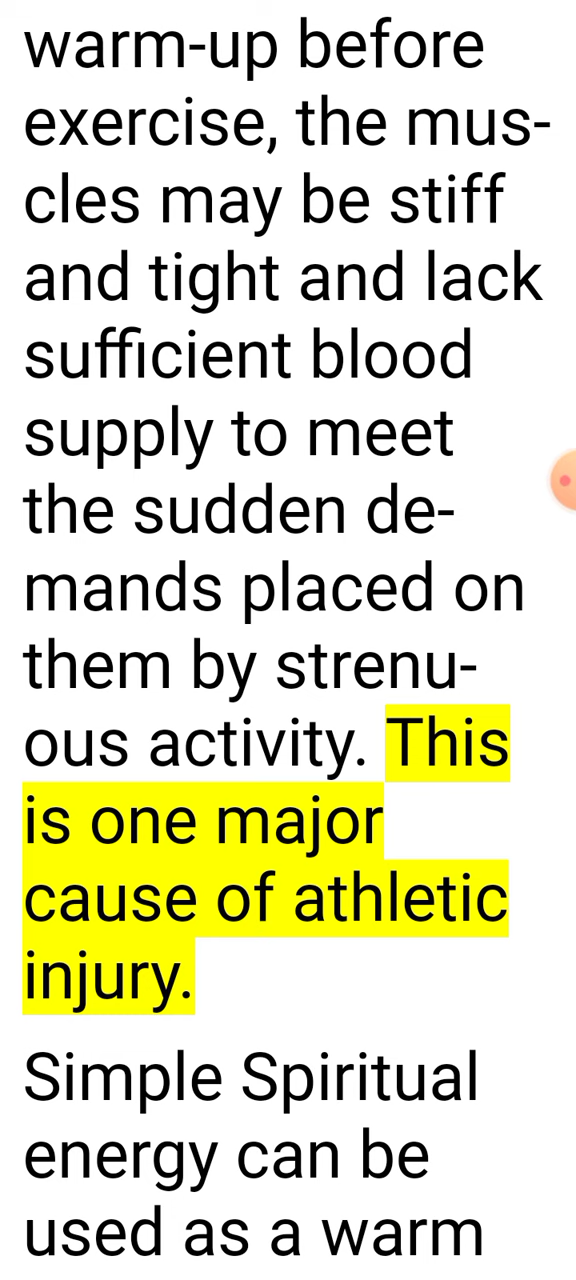 warm-up before
exercise, the mus-
cles may be stiff
and tight and lack
sufficient blood
supply to meet
the sudden de-
mands placed on
them by strenu-
ous activity. This
is one major
cause of athletic
injury.
Simple Spiritual
energy can be
used as a warm